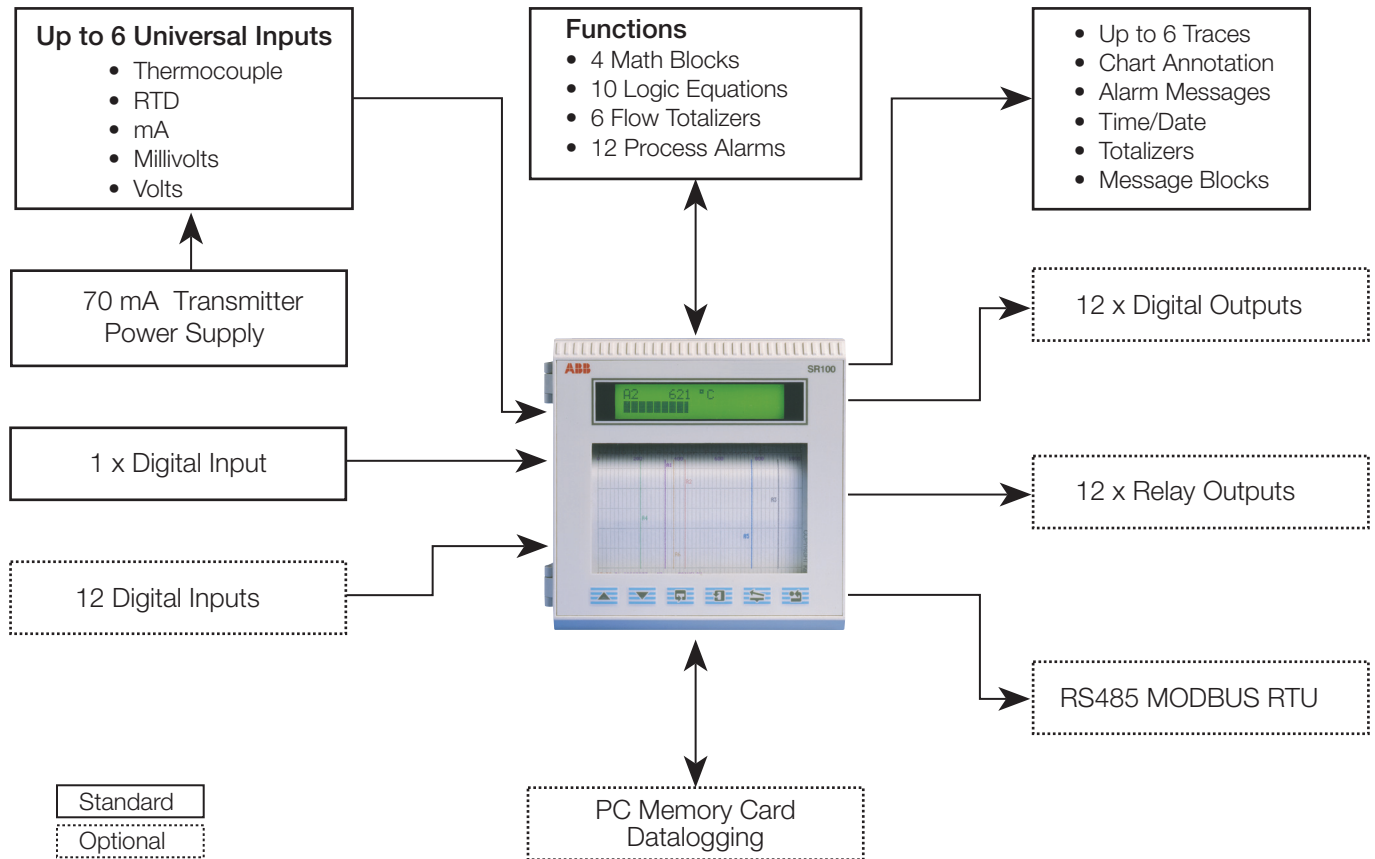 Up to 6 Universal Inputs
• Thermocouple
• RTD
• mA
• Millivolts
• Volts
70 mA Transmitter
Power Supply
1 x Digital Input
12 Digital Inputs
Standard
Optional
Functions
• 4 Math Blocks
• 10 Logic Equations
• 6 Flow Totalizers
• 12 Process Alarms
ABB
SR100
A2 621 °C
PC Memory Card
Datalogging
• Up to 6 Traces
• Chart Annotation
• Alarm Messages
• Time/Date
• Totalizers
• Message Blocks
12 x Digital Outputs
12 x Relay Outputs
RS485 MODBUS RTU